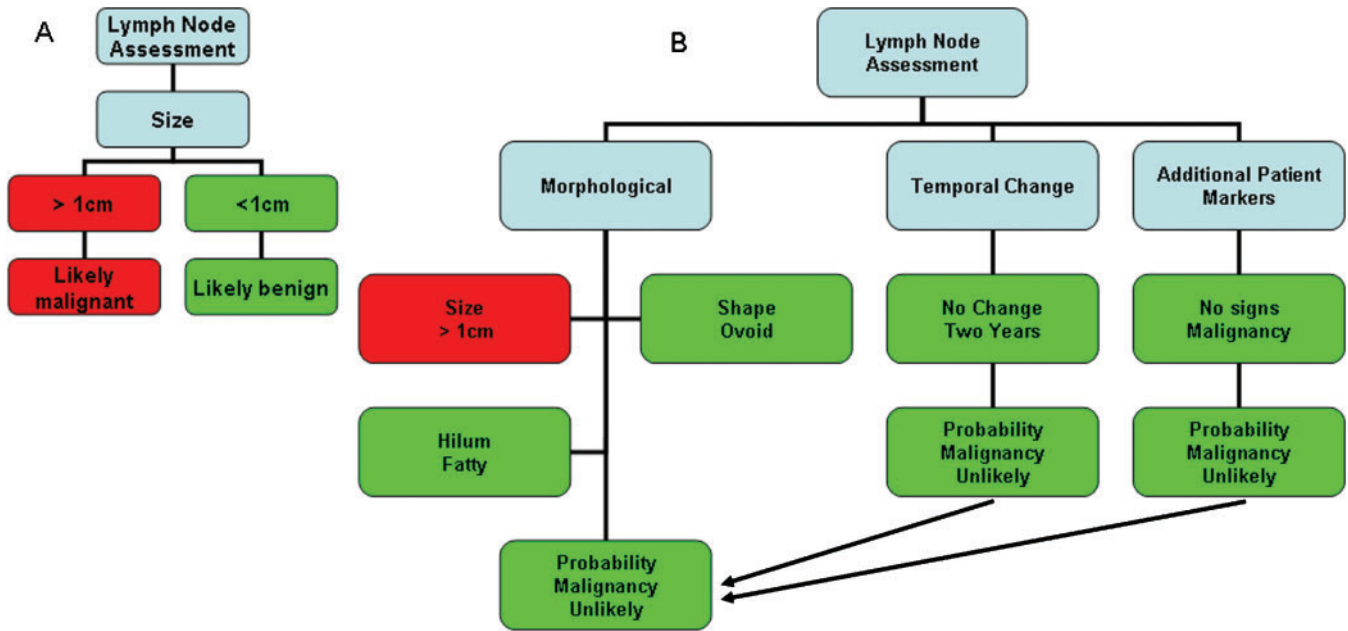 A
Lymph Node
Assessment
Size
> 1cm
<1cm
Likely
malignant
Likely benign
B
Lymph Node
Assessment
Morphological
Temporal Change
Additional Patient
Markers
Size
> 1cm
Shape
Ovoid
No Change
Two Years
No signs
Malignancy
Hilum
Fatty
Probability
Malignancy
Unlikely
Probability
Malignancy
Unlikely
Probability
Malignancy
Unlikely